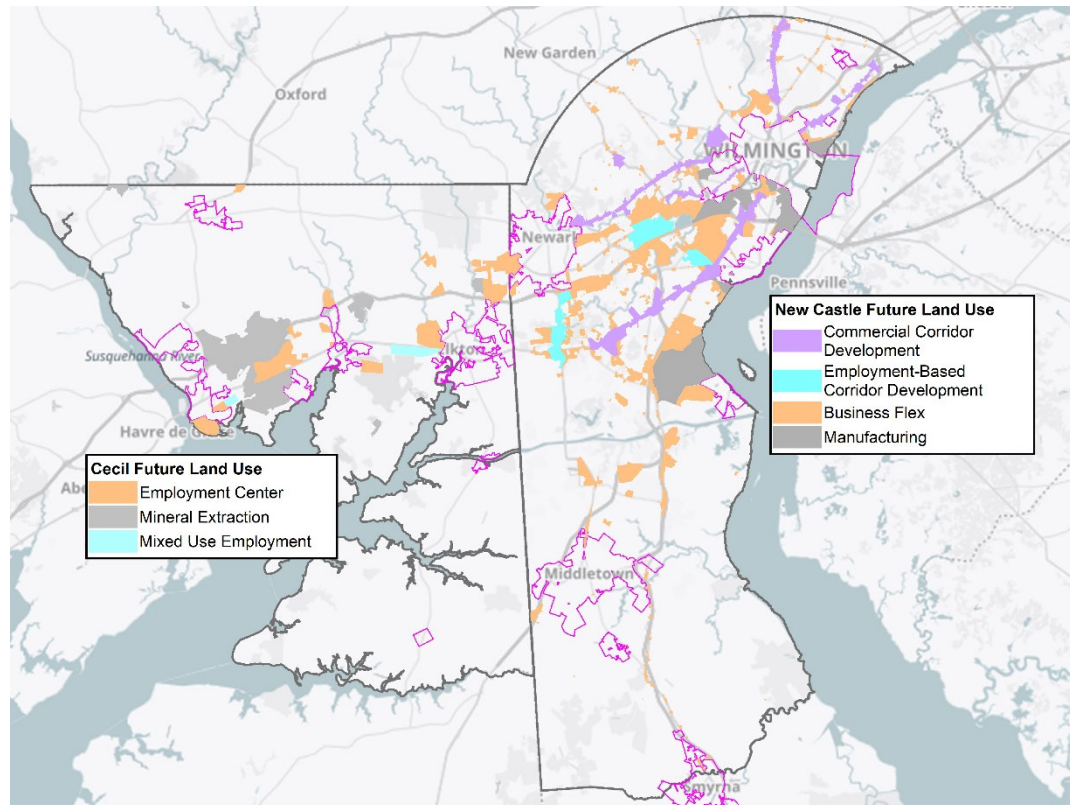 New Garden
Oxford
WILMINGTON
Newark
Pennsville
Susquehanna River
Elkton
Havre de Grace
New Castle Future Land Use
Commercial Corridor
Development
Employment-Based
Corridor Development
Business Flex
Manufacturing
Cecil Future Land Use
Employment Center
Mineral Extraction
Mixed Use Employment
Middletown
Smyrna